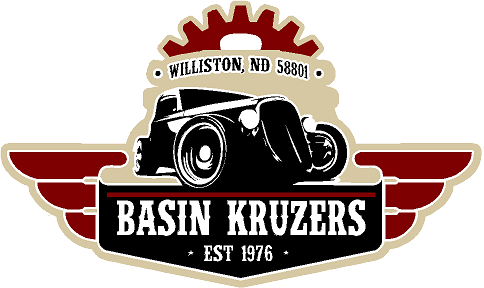 • WILLISTON, ND 58801 •
BASIN KRUZERS
EST 1976